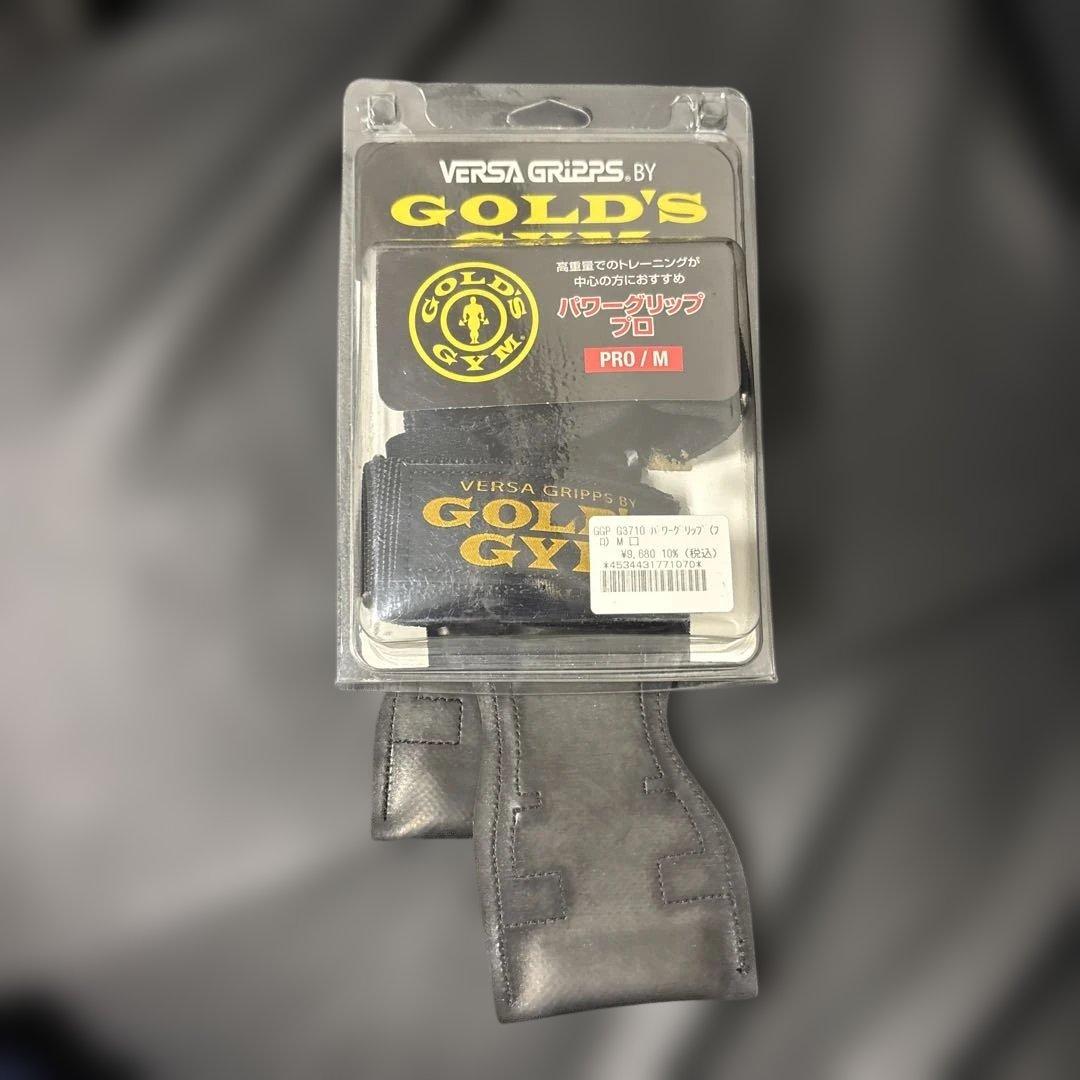 VERSA GRIPPS® BY
GOLD'S
GYM
GOLD'S
GYM®
高重量でのトレーニングが
中心の方におすすめ
パワーグリップ
プロ
PRO / M
VERSA GRIPPS BY
GOLD'
GY
GGP G3710 ﾊﾟﾜｰｸﾞﾘｯﾌﾟ(ﾌﾟ
ﾛ) M 口
¥9,680 10% (税込)
*4534431771070*